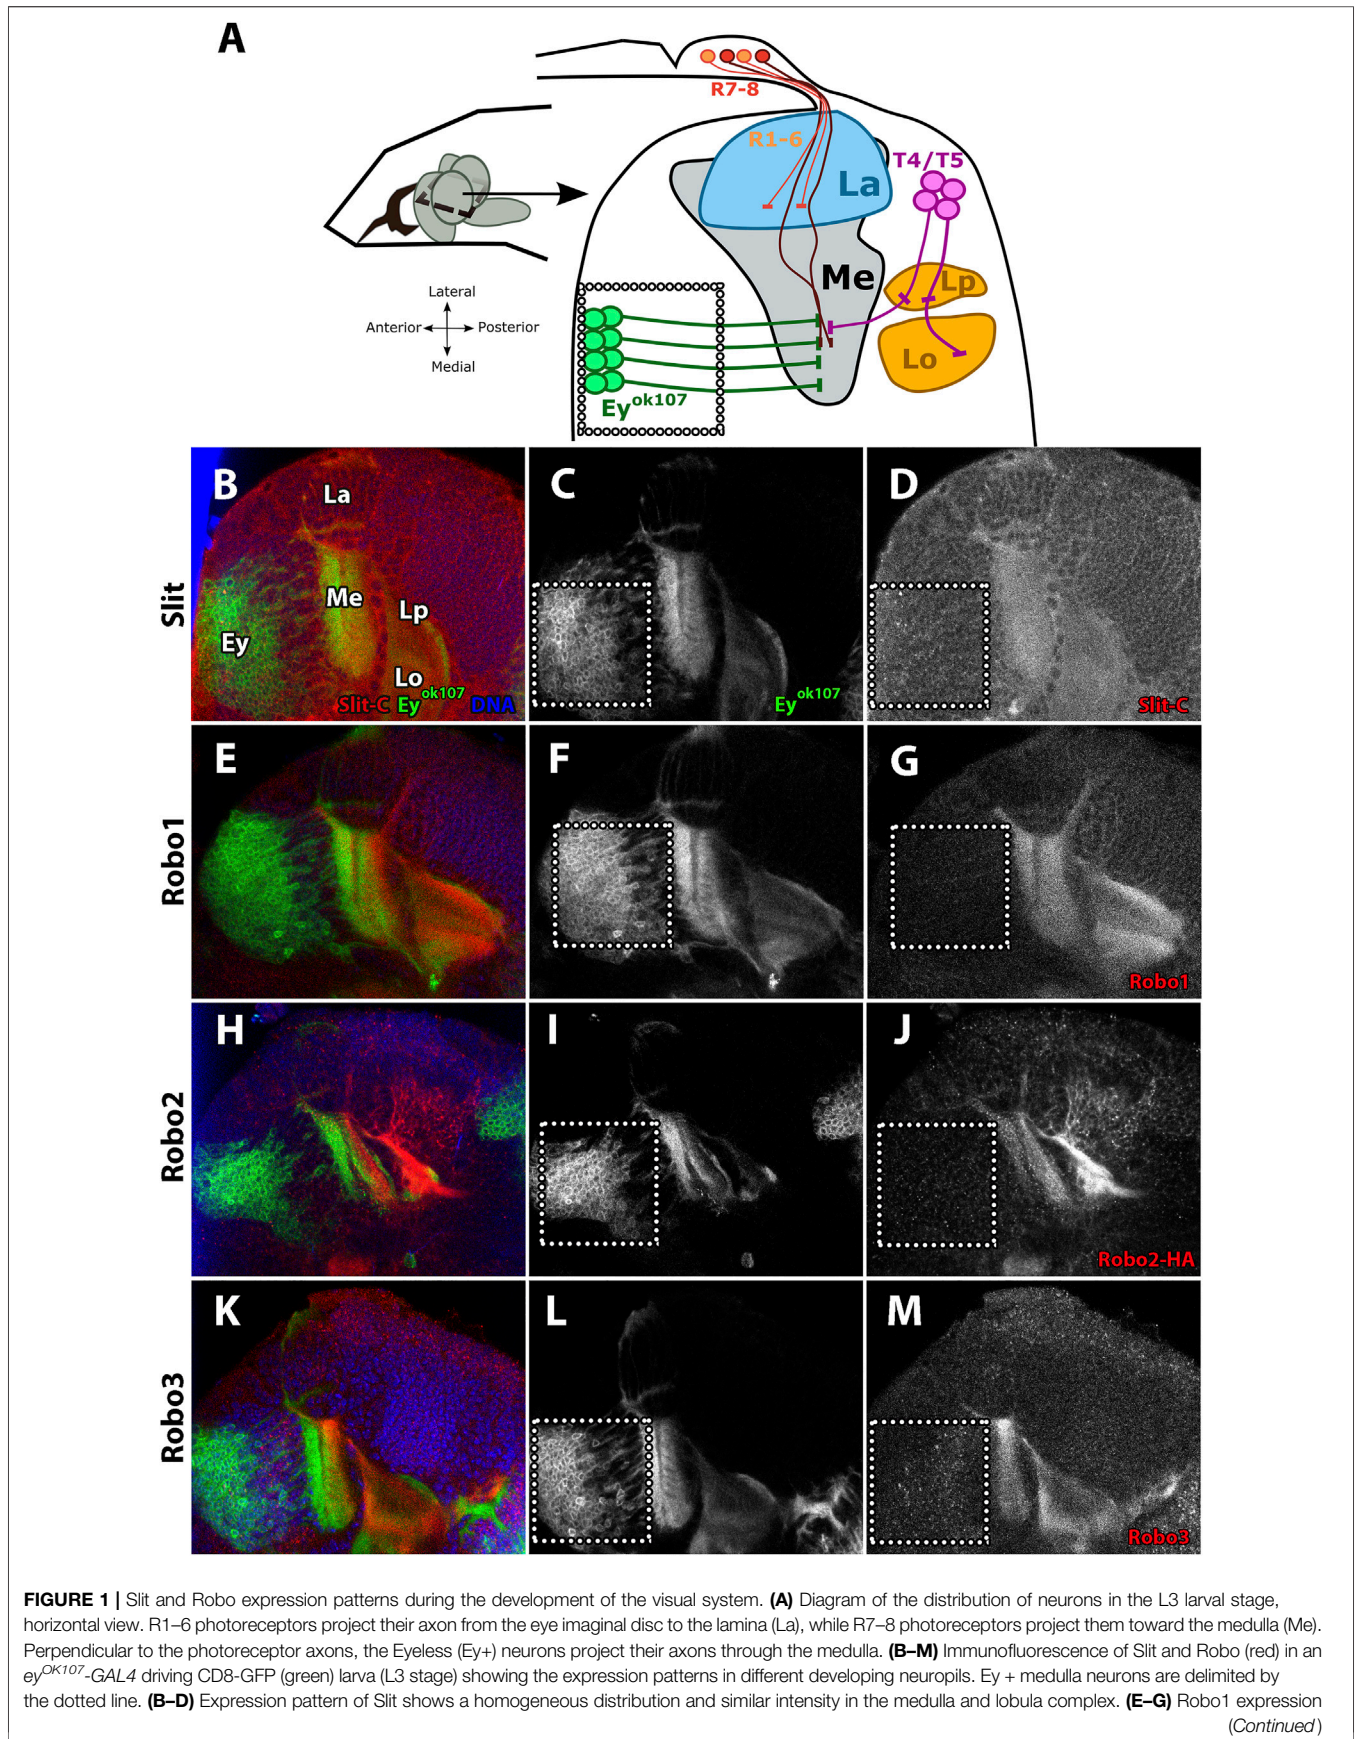 A
R7-8
R1-6
La
T4/T5
Me
Lp
Lo
Lateral
Anterior
Posterior
Medial
Ey^ok107
Slit
B
La
Me
Lp
Ey
Lo
Slit-C Ey^ok107 DNA
C
Ey^ok107
D
Slit-C
Robo1
E
F
G
Robo1
Robo2
H
I
J
Robo2-HA
Robo3
K
L
M
Robo3
FIGURE 1 | Slit and Robo expression patterns during the development of the visual system. (A) Diagram of the distribution of neurons in the L3 larval stage,
horizontal view. R1–6 photoreceptors project their axon from the eye imaginal disc to the lamina (La), while R7–8 photoreceptors project them toward the medulla (Me).
Perpendicular to the photoreceptor axons, the Eyeless (Ey+) neurons project their axons through the medulla. (B–M) Immunofluorescence of Slit and Robo (red) in an
ey^OK107-GAL4 driving CD8-GFP (green) larva (L3 stage) showing the expression patterns in different developing neuropils. Ey + medulla neurons are delimited by
the dotted line. (B–D) Expression pattern of Slit shows a homogeneous distribution and similar intensity in the medulla and lobula complex. (E–G) Robo1 expression
(Continued)